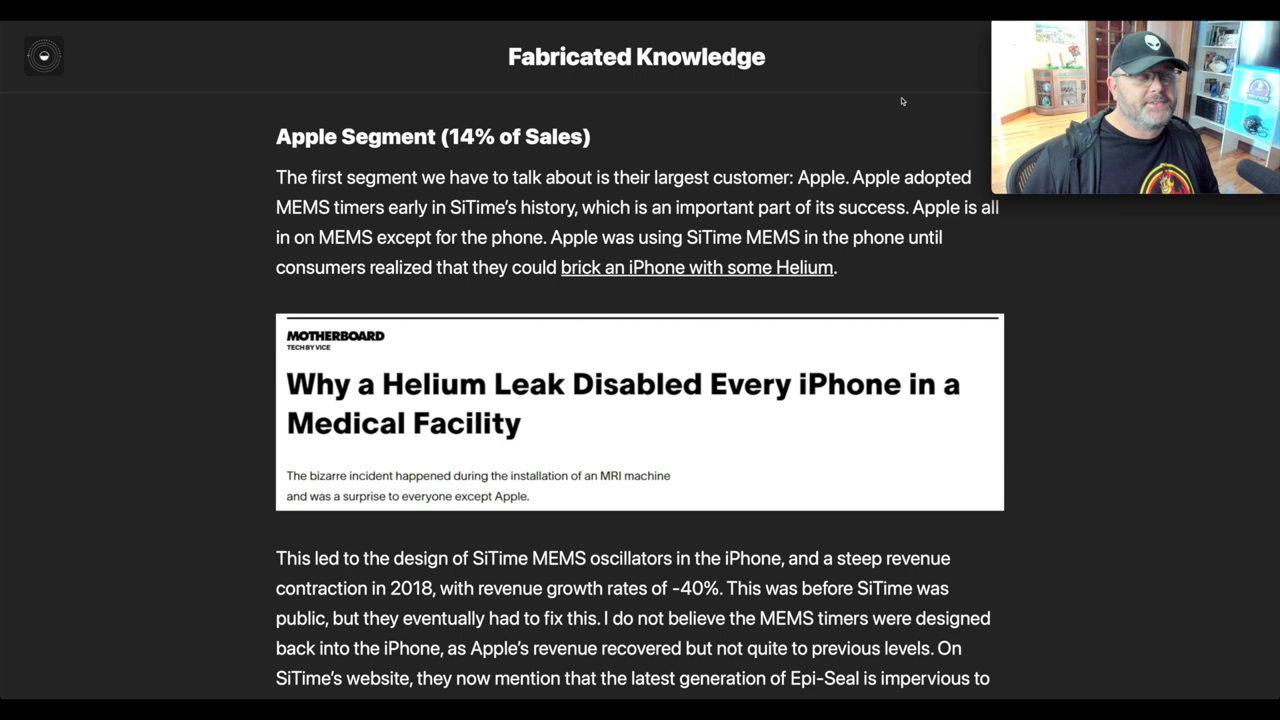 Fabricated Knowledge
Apple Segment (14% of Sales)
The first segment we have to talk about is their largest customer: Apple. Apple adopted
MEMS timers early in SiTime’s history, which is an important part of its success. Apple is all
in on MEMS except for the phone. Apple was using SiTime MEMS in the phone until
consumers realized that they could brick an iPhone with some Helium.
MOTHERBOARD
TECH BY VICE
Why a Helium Leak Disabled Every iPhone in a
Medical Facility
The bizarre incident happened during the installation of an MRI machine
and was a surprise to everyone except Apple.
This led to the design of SiTime MEMS oscillators in the iPhone, and a steep revenue
contraction in 2018, with revenue growth rates of -40%. This was before SiTime was
public, but they eventually had to fix this. I do not believe the MEMS timers were designed
back into the iPhone, as Apple’s revenue recovered but not quite to previous levels. On
SiTime’s website, they now mention that the latest generation of Epi-Seal is impervious to